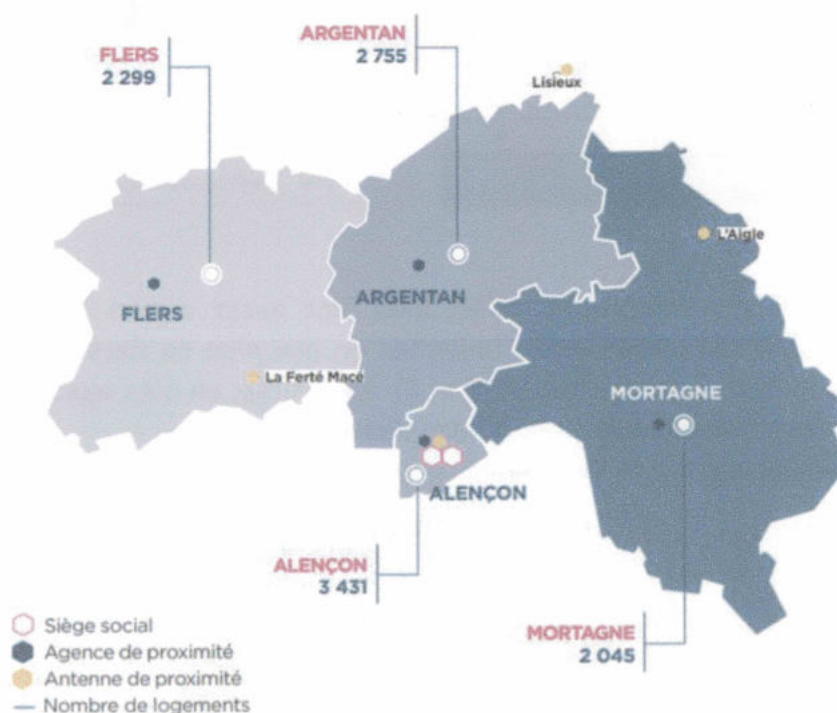 ARGENTAN
2 755
FLERS
2 299
Lisieux
L'Aigle
ARGENTAN
FLERS
La Ferté Macé
MORTAGNE
ALENÇON
ALENÇON
3 431
MORTAGNE
2 045
Siège social
Agence de proximité
Antenne de proximité
Nombre de logements